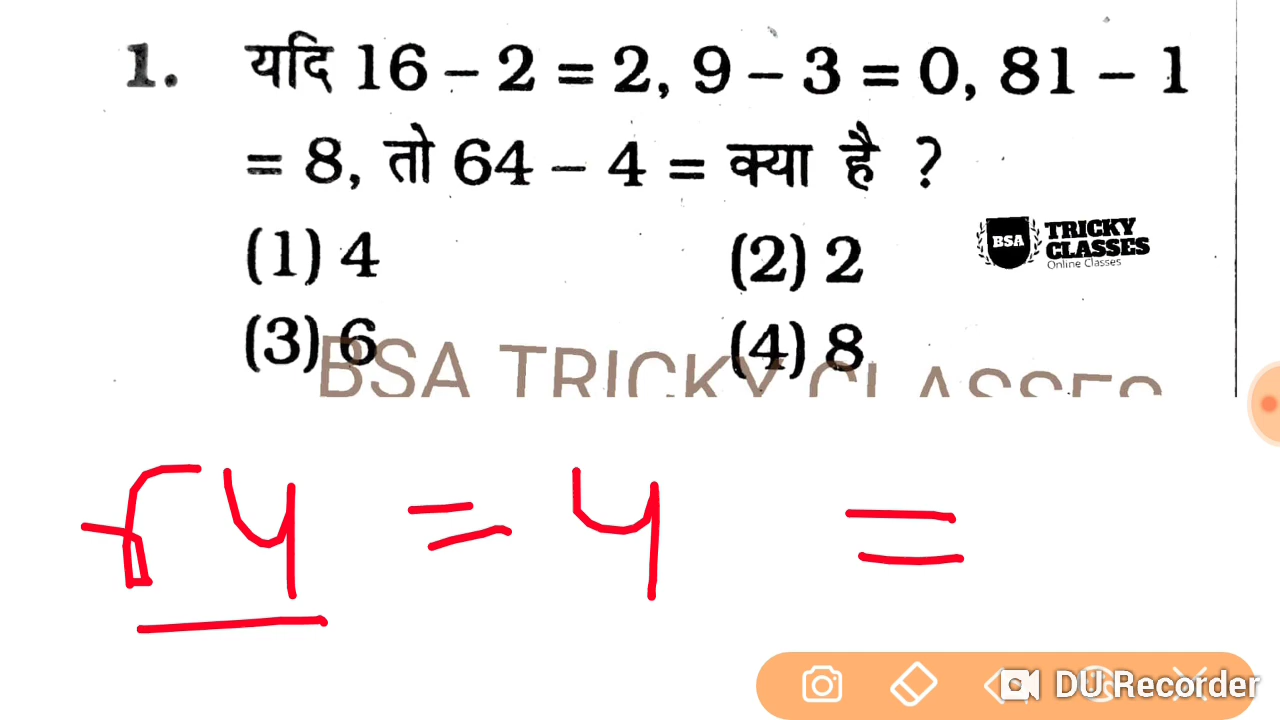 1. यदि 16 – 2 = 2, 9 – 3 = 0, 81 – 1
= 8, तो 64 – 4 = क्या है ?
(1) 4 (2) 2
(3) 6 (4) 8
BSA TRICKY CLASSES
Online Classes
BSA TRICKY CLASSES
4 = 4 =
DU Recorder